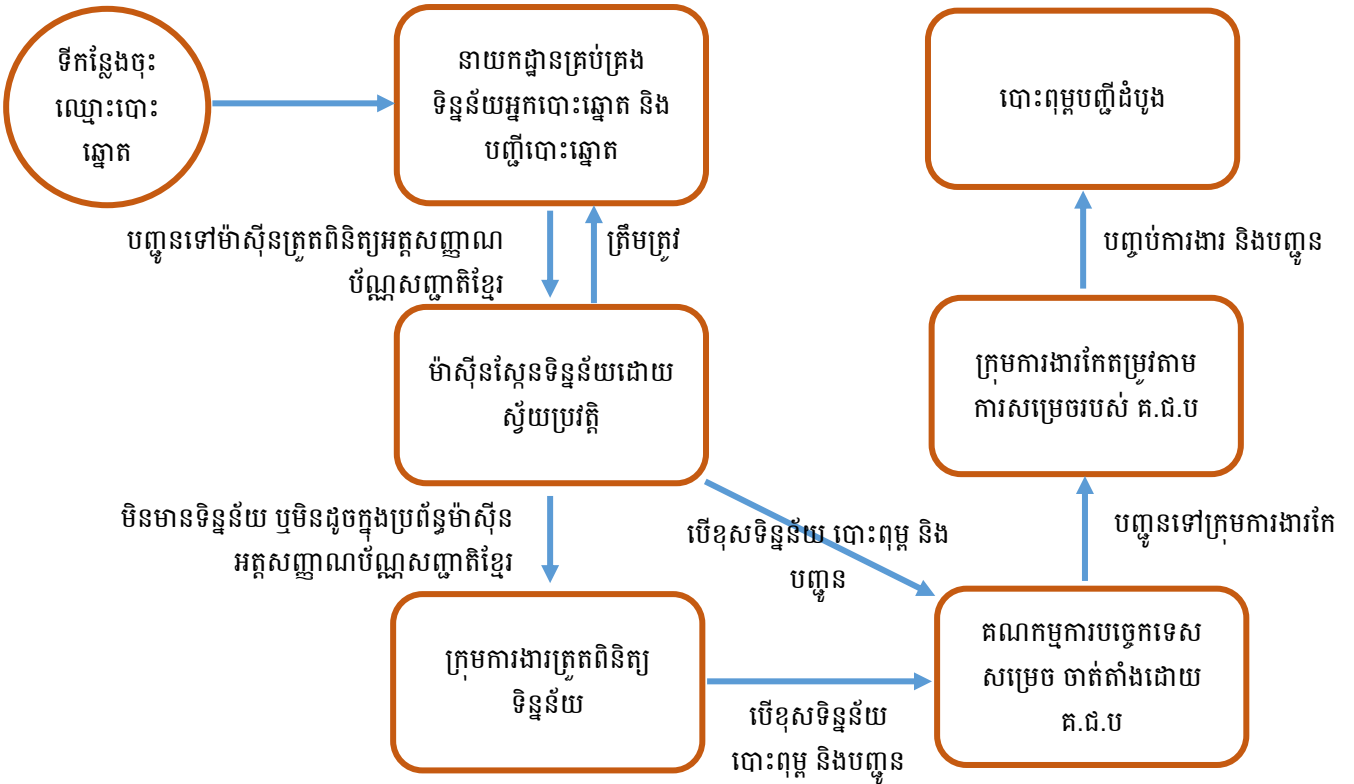 ទីកន្លែងចុះ
ឈ្មោះបោះ
ឆ្នោត
នាយកដ្ឋានគ្រប់គ្រង
ទិន្នន័យអ្នកបោះឆ្នោត និង
បញ្ជីបោះឆ្នោត
បោះពុម្ពបញ្ជីដំបូង
បញ្ជូនទៅម៉ាស៊ីនត្រួតពិនិត្យអត្តសញ្ញាណ
ប័ណ្ណសញ្ជាតិខ្មែរ
ត្រឹមត្រូវ
បញ្ចប់ការងារ និងបញ្ជូន
ម៉ាស៊ីនស្កែនទិន្នន័យដោយ
ស្វ័យប្រវត្តិ
ក្រុមការងារកែតម្រូវតាម
ការសម្រេចរបស់ គ.ជ.ប
មិនមានទិន្នន័យ ឬមិនដូចក្នុងប្រព័ន្ធម៉ាស៊ីន
អត្តសញ្ញាណប័ណ្ណសញ្ជាតិខ្មែរ
បើខុសទិន្នន័យ បោះពុម្ព និង
បញ្ជូន
បញ្ជូនទៅក្រុមការងារកែ
ក្រុមការងារត្រួតពិនិត្យ
ទិន្នន័យ
បើខុសទិន្នន័យ
បោះពុម្ព និងបញ្ជូន
គណកម្មការបច្ចេកទេស
សម្រេច ចាត់តាំងដោយ
គ.ជ.ប